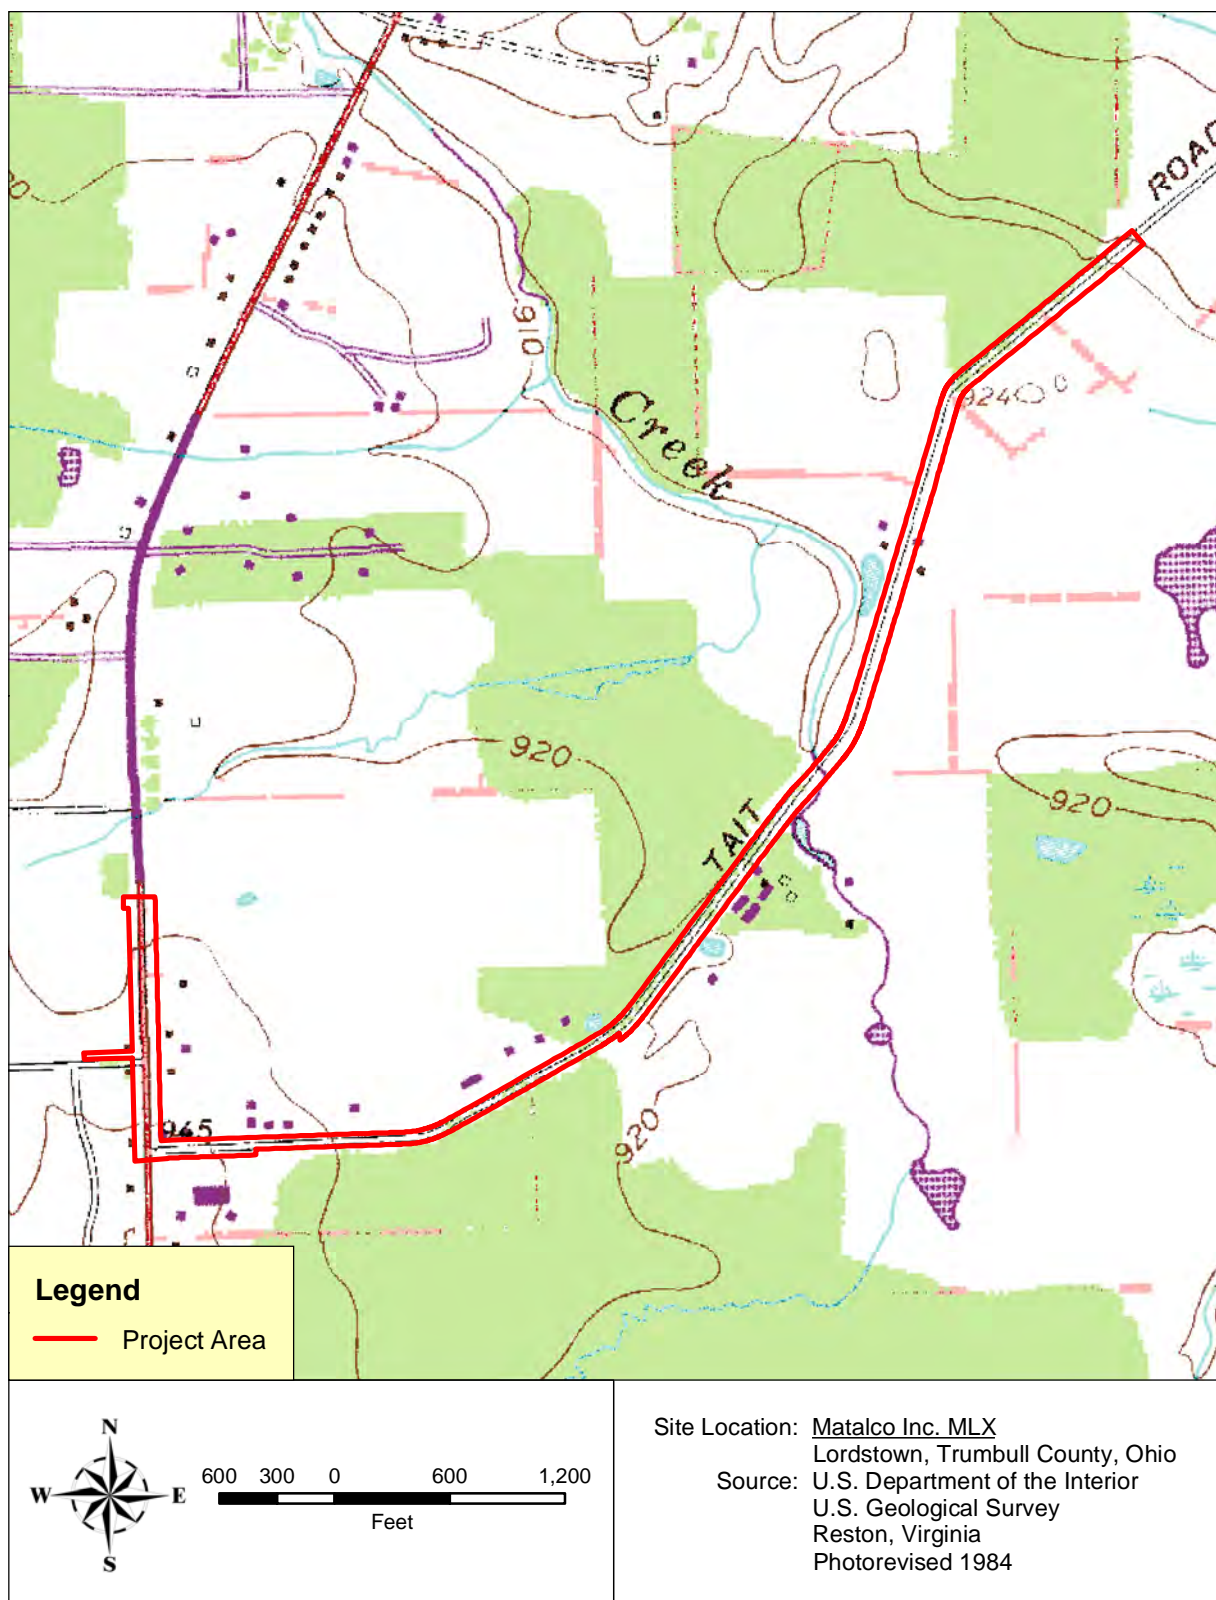 ROAD
910
Creek
924
920
920
TAIT
945
920
Legend
Project Area
N
W E
S
600 300 0 600 1,200
Feet
Site Location: Matalco Inc. MLX
Lordstown, Trumbull County, Ohio
Source: U.S. Department of the Interior
U.S. Geological Survey
Reston, Virginia
Photorevised 1984